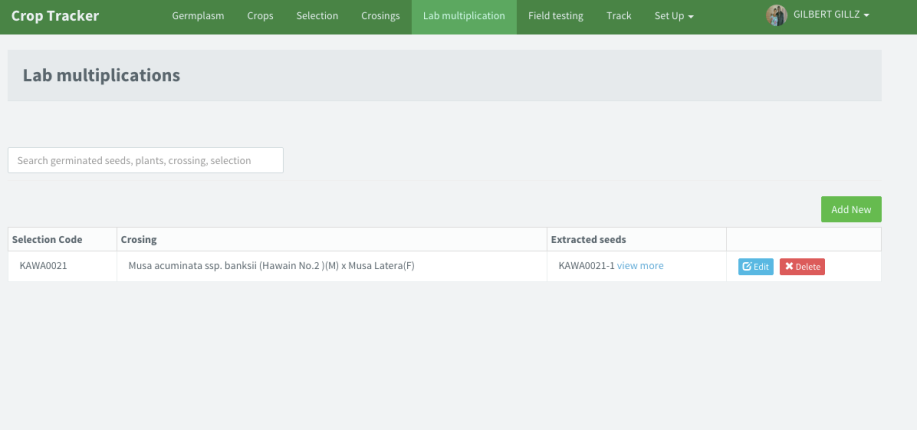 Crop Tracker Germplasm Crops Selection Crosings Lab multiplication Field testing Track Set Up GILBERT GILLZ
Lab multiplications
Search germinated seeds, plants, crossing, selection
Add New
Selection Code Crosing Extracted seeds
KAWA0021 Musa acuminata ssp. banksii (Hawain No.2 )(M) x Musa Latera(F) KAWA0021-1 view more Edit Delete